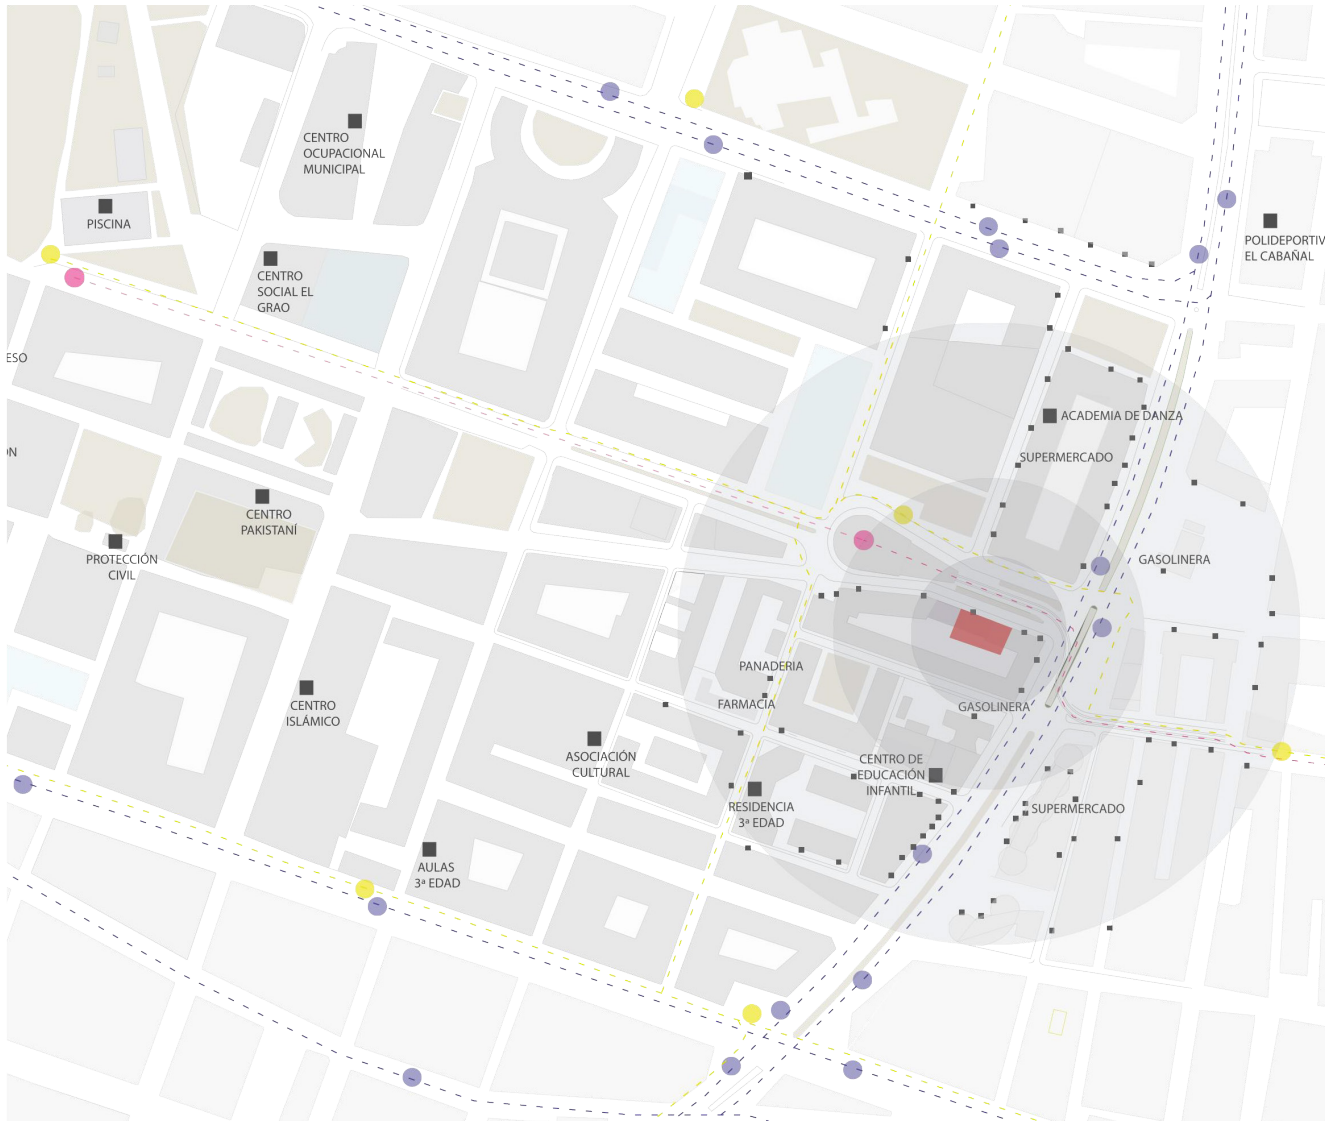 CENTRO
OCUPACIONAL
MUNICIPAL
PISCINA
POLIDEPORTIV
EL CABAÑAL
CENTRO
SOCIAL EL
GRAO
ESO
ACADEMIA DE DANZA
ON
SUPERMERCADO
CENTRO
PAKISTANÍ
PROTECCIÓN
CIVIL
GASOLINERA
PANADERIA
FARMACIA
GASOLINERA
CENTRO
ISLÁMICO
ASOCIACIÓN
CULTURAL
CENTRO DE
EDUCACIÓN
INFANTIL
RESIDENCIA
3ª EDAD
SUPERMERCADO
AULAS
3ª EDAD